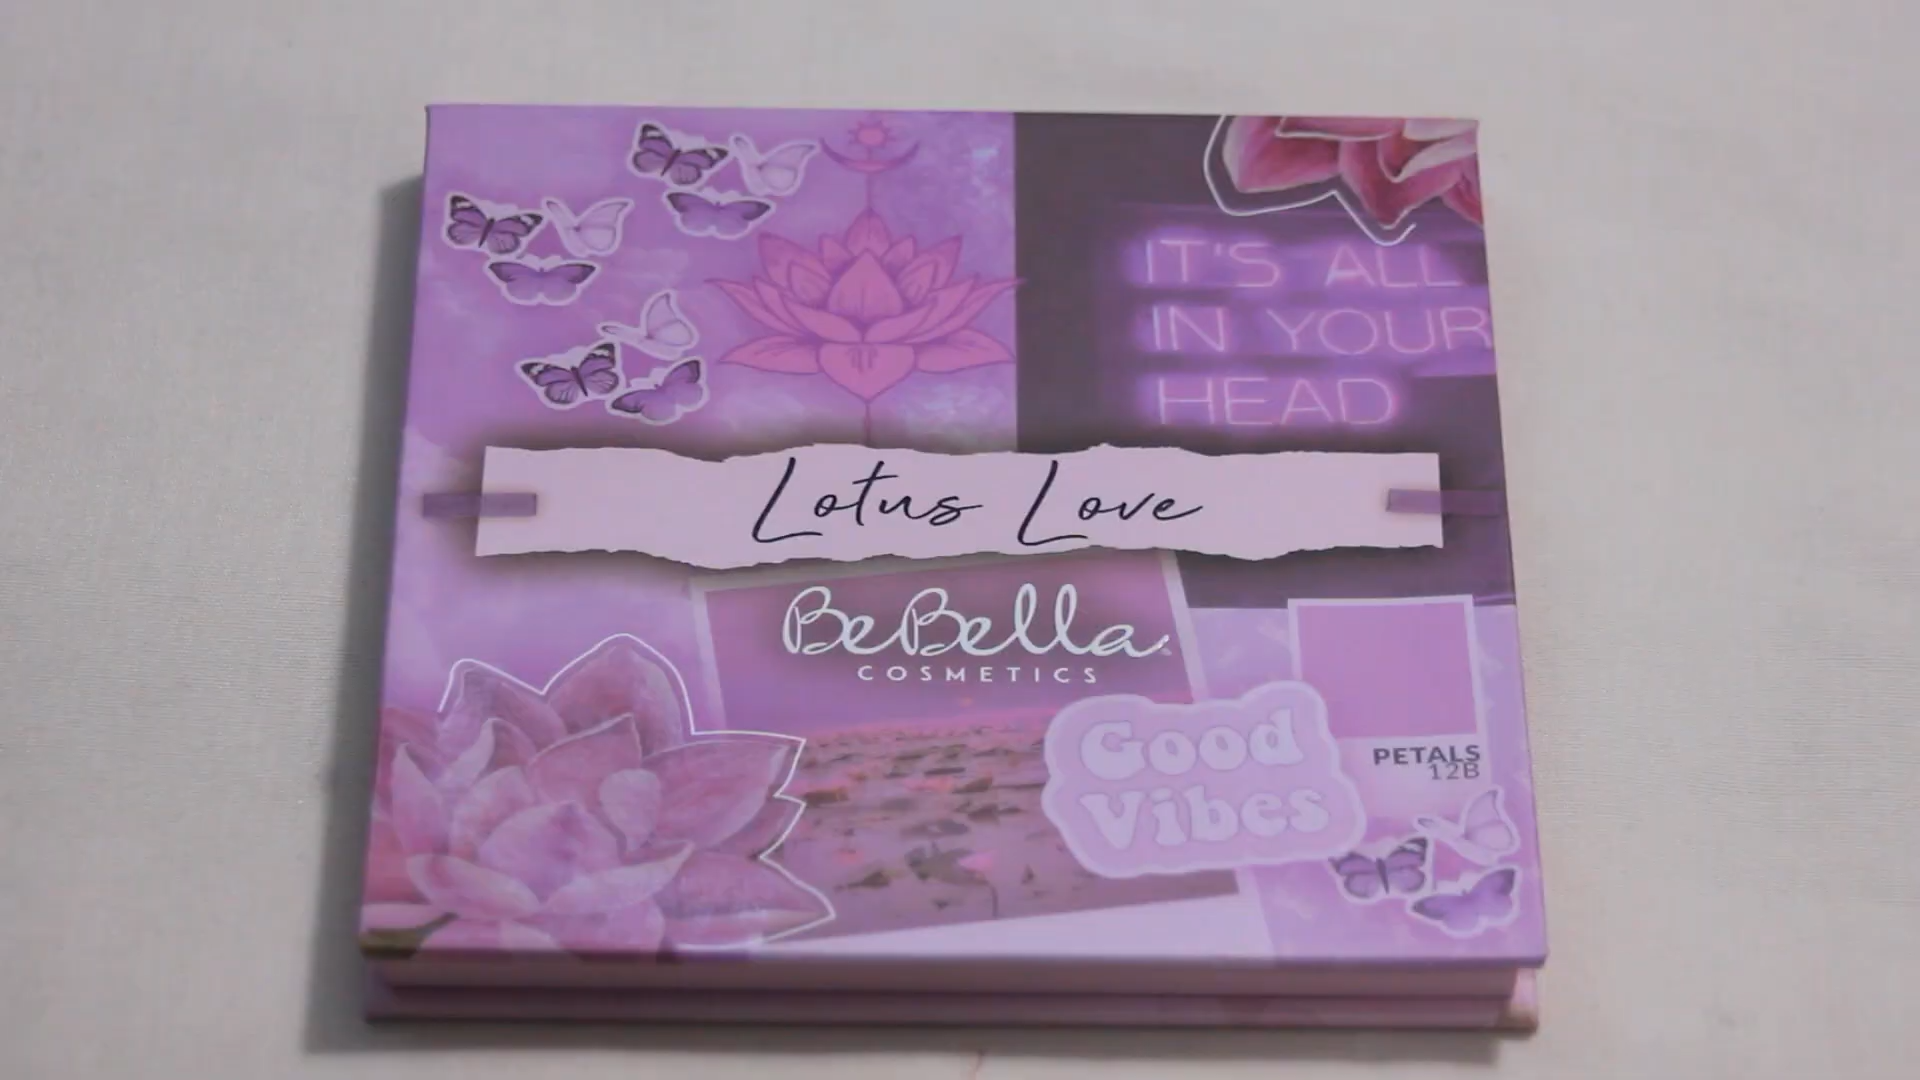 IT'S ALL
IN YOUR
HEAD
Lotus Love
BeBella
COSMETICS
Good
Vibes
PETALS
12B